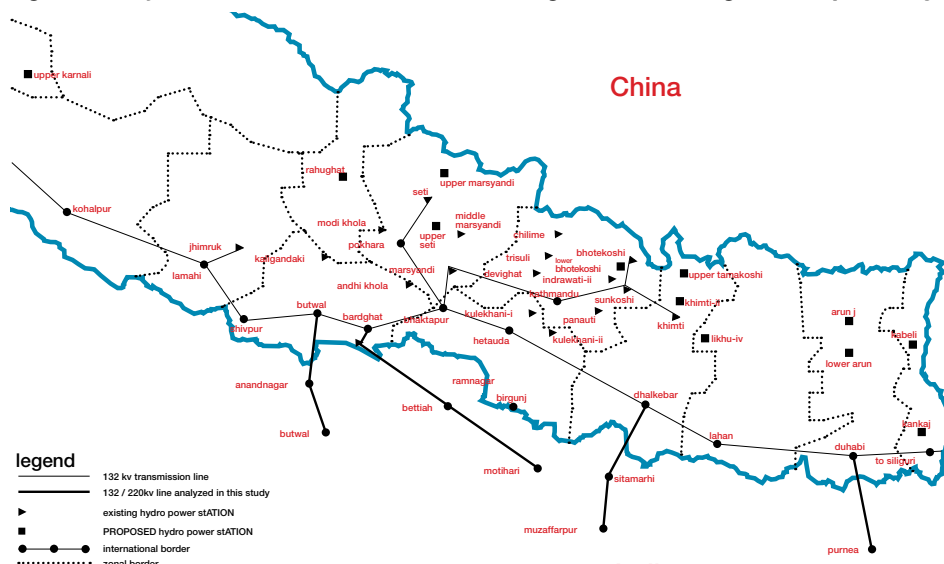 China
upper karnali
rahughat
upper marsyandi
seti
kohalpur
modi khola
middle
marsyandi
upper
seti
pokhara
chilime
jhimruk
kaligandaki
trisuli
lower
bhotekoshi
bhotekoshi
lamahi
marsyandi
devighat
indrawati-ii
upper tamakoshi
andhi khola
kathmandu
sunkoshi
khimti-ii
butwal
bardghat
bhaktapur
kulekhani-i
panauti
khimti
arun j
shivpur
hetauda
kulekhani-ii
likhu-iv
kabeli
lower arun
anandnagar
ramnagar
birgunj
dhalkebar
bettiah
kankaj
butwal
lahan
duhabi
to siliguri
motihari
sitamarhi
muzaffarpur
purnea
legend
132 kv transmission line
132 / 220kv line analyzed in this study
existing hydro power stATION
PROPOSED hydro power stATION
international border
zonal border